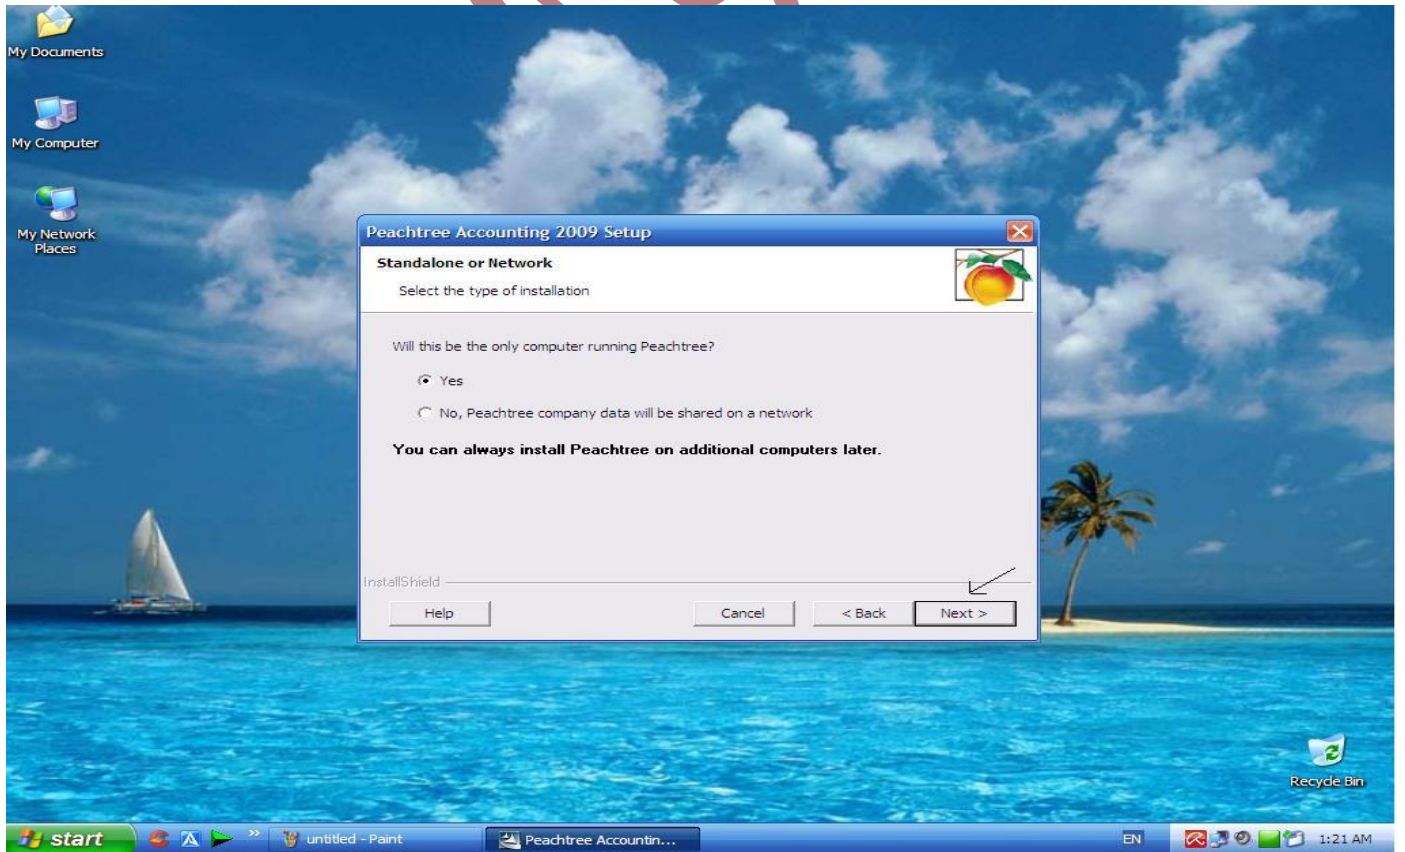 My Documents
My Computer
My Network
Places
Peachtree Accounting 2009 Setup
Standalone or Network
Select the type of installation
Will this be the only computer running Peachtree?
Yes
No, Peachtree company data will be shared on a network
You can always install Peachtree on additional computers later.
InstallShield
Help
Cancel
< Back
Next >
Recycle Bin
start
untitled - Paint
Peachtree Accountin...
EN
1:21 AM